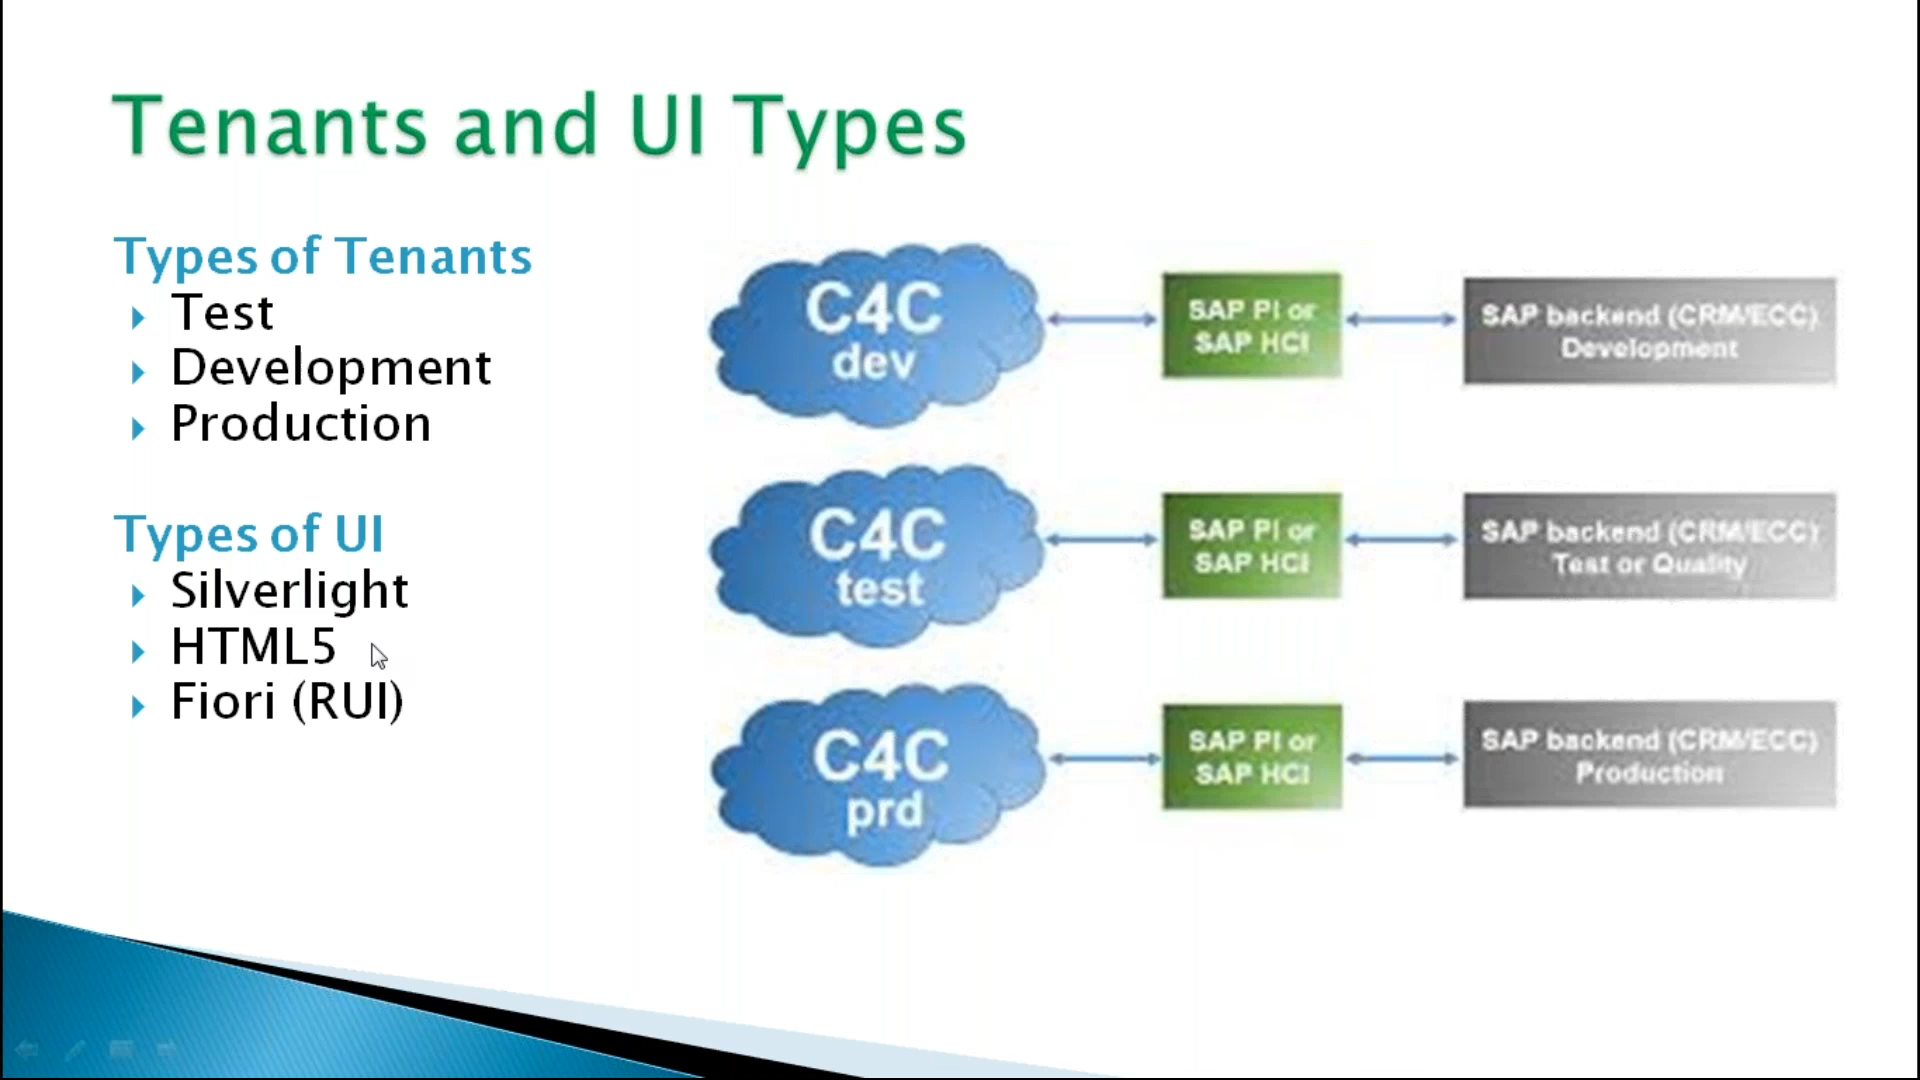 Tenants and UI Types
Types of Tenants
Test
Development
Production
Types of UI
Silverlight
HTML5
Fiori (RUI)
C4C
dev
SAP PI or
SAP HCI
SAP backend (CRM/ECC)
Development
C4C
test
SAP PI or
SAP HCI
SAP backend (CRM/ECC)
Test or Quality
C4C
prd
SAP PI or
SAP HCI
SAP backend (CRM/ECC)
Production